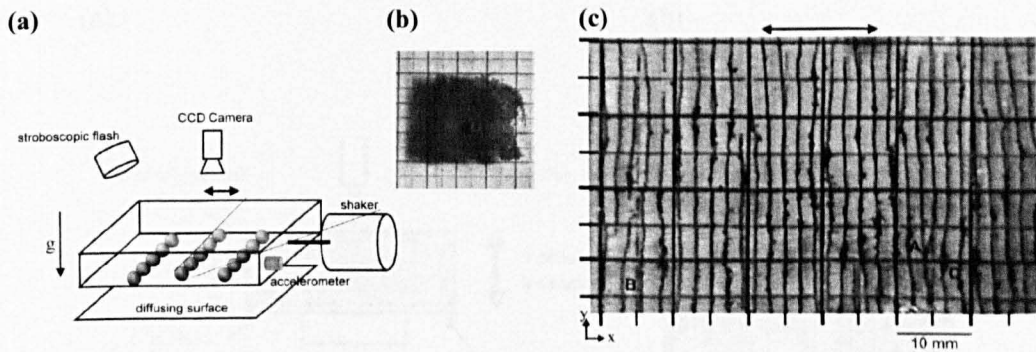 (a)
stroboscopic flash
CCD Camera
g
shaker
accelerometer
diffusing surface
(b)
(c)
A
B
C
y
x
10 mm